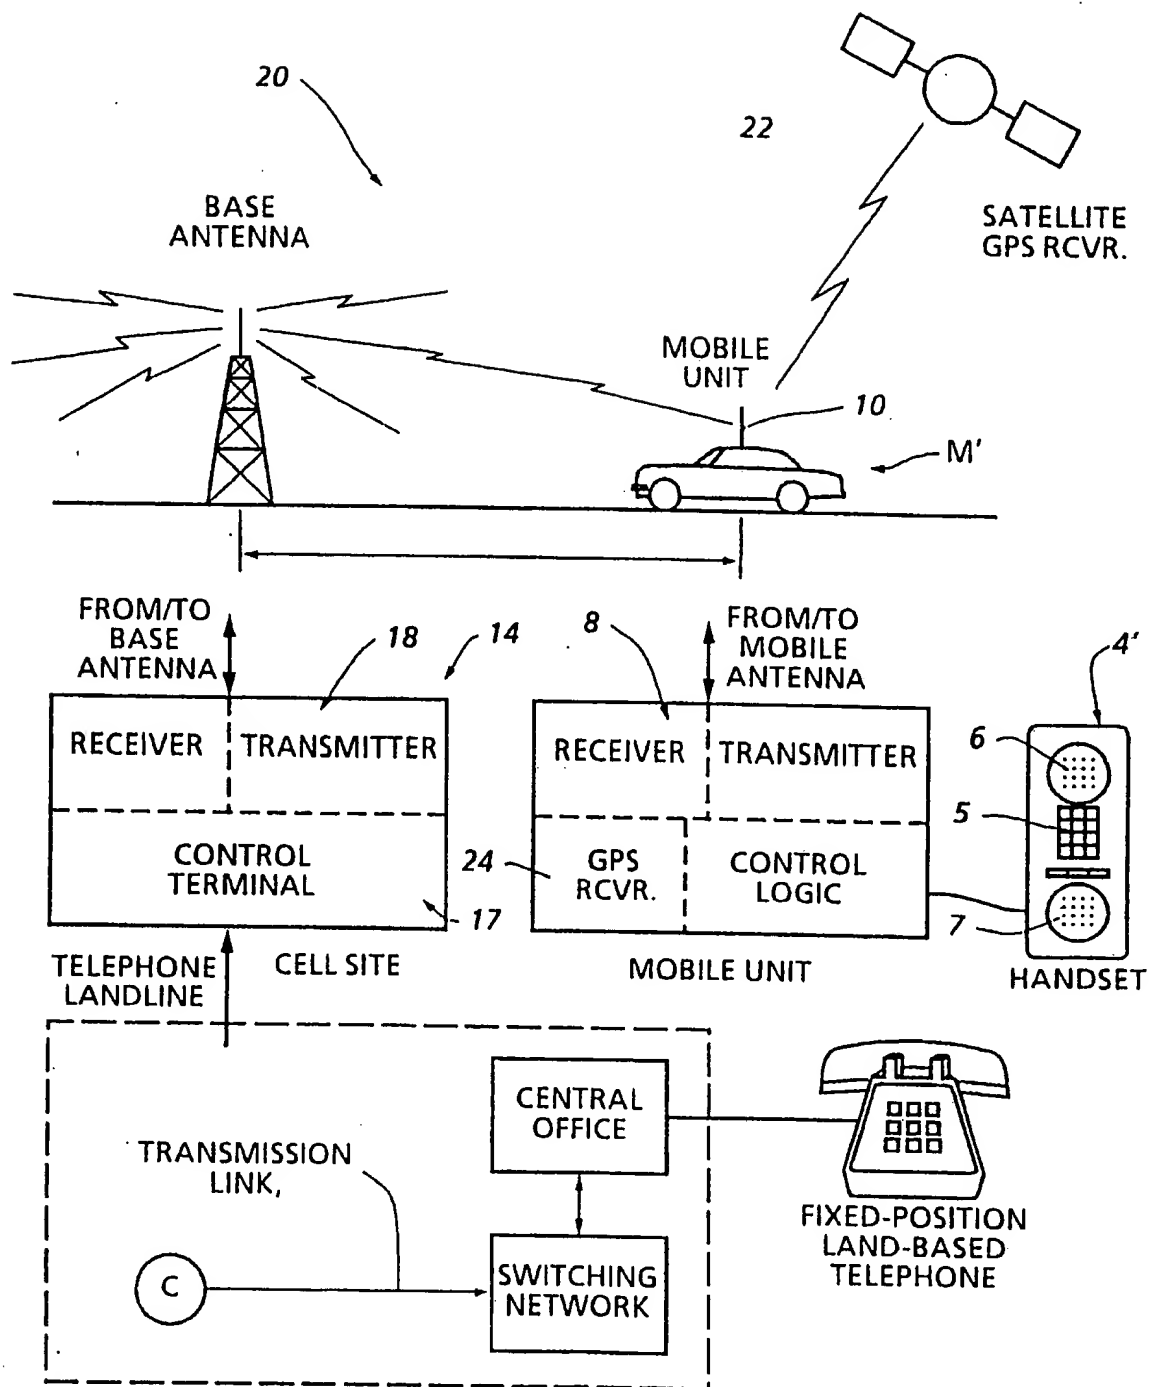 20
22
BASE
ANTENNA
SATELLITE
GPS RCVR.
MOBILE
UNIT
10
M'
FROM/TO
BASE
ANTENNA
18
14
8
FROM/TO
MOBILE
ANTENNA
4'
RECEIVER
TRANSMITTER
RECEIVER
TRANSMITTER
6
5
CONTROL
TERMINAL
17
24
GPS
RCVR.
CONTROL
LOGIC
7
TELEPHONE
LANDLINE
CELL SITE
MOBILE UNIT
HANDSET
CENTRAL
OFFICE
TRANSMISSION
LINK,
FIXED-POSITION
LAND-BASED
TELEPHONE
C
SWITCHING
NETWORK